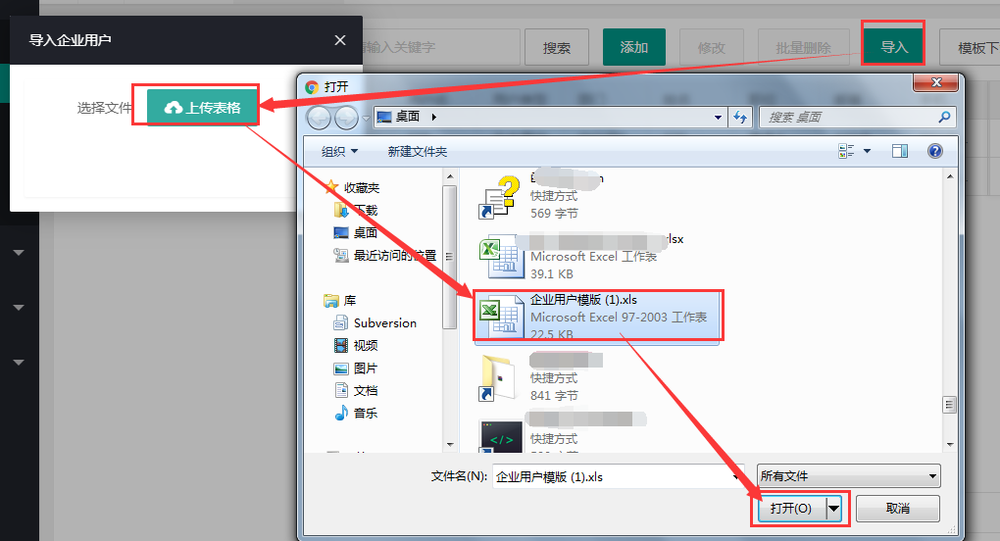 导入企业用户
输入关键字
搜索
添加
修改
批量删除
导入
模板下
选择文件
上传表格
打开
桌面
搜索 桌面
组织
新建文件夹
收藏夹
下载
桌面
最近访问的位置
库
Subversion
视频
图片
文档
音乐
快捷方式
569 字节
lsx
Microsoft Excel 工作表
39.1 KB
企业用户模版 (1).xls
Microsoft Excel 97-2003 工作表
22.5 KB
快捷方式
841 字节
快捷方式
文件名(N):
企业用户模版 (1).xls
所有文件
打开(O)
取消